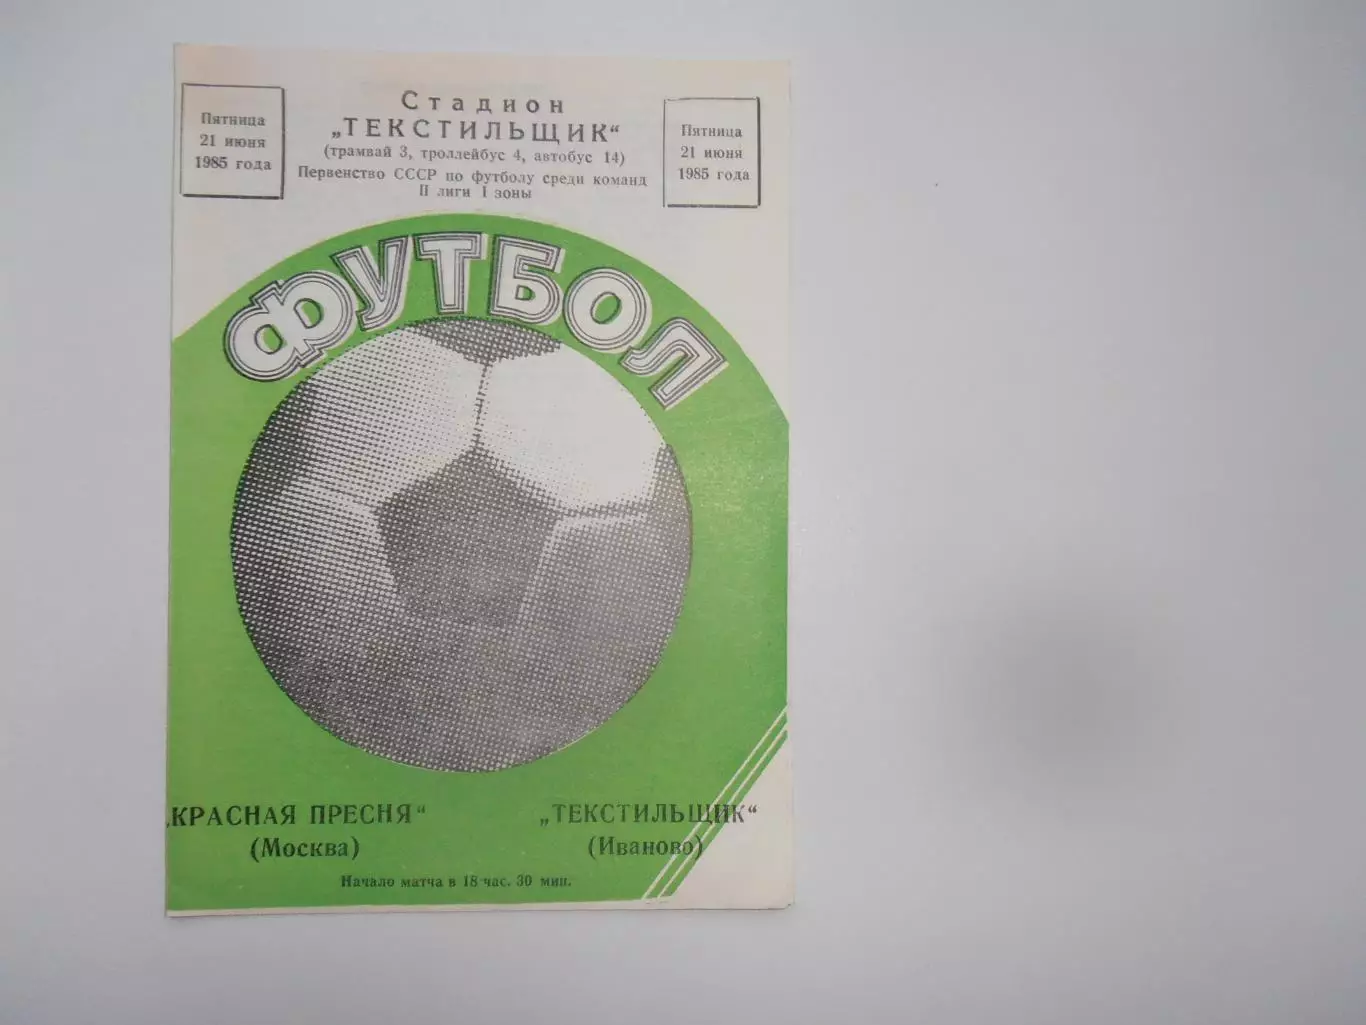 Пятница
21 июня
1985 года
Стадион
„ТЕКСТИЛЬЩИК“
(трамвай 3, троллейбус 4, автобус 14)
Первенство СССР по футболу среди команд
II лиги I зоны
Пятница
21 июня
1985 года
ФУТБОЛ
„КРАСНАЯ ПРЕСНЯ“
(Москва)
„ТЕКСТИЛЬЩИК“
(Иваново)
Начало матча в 18 час. 30 мин.